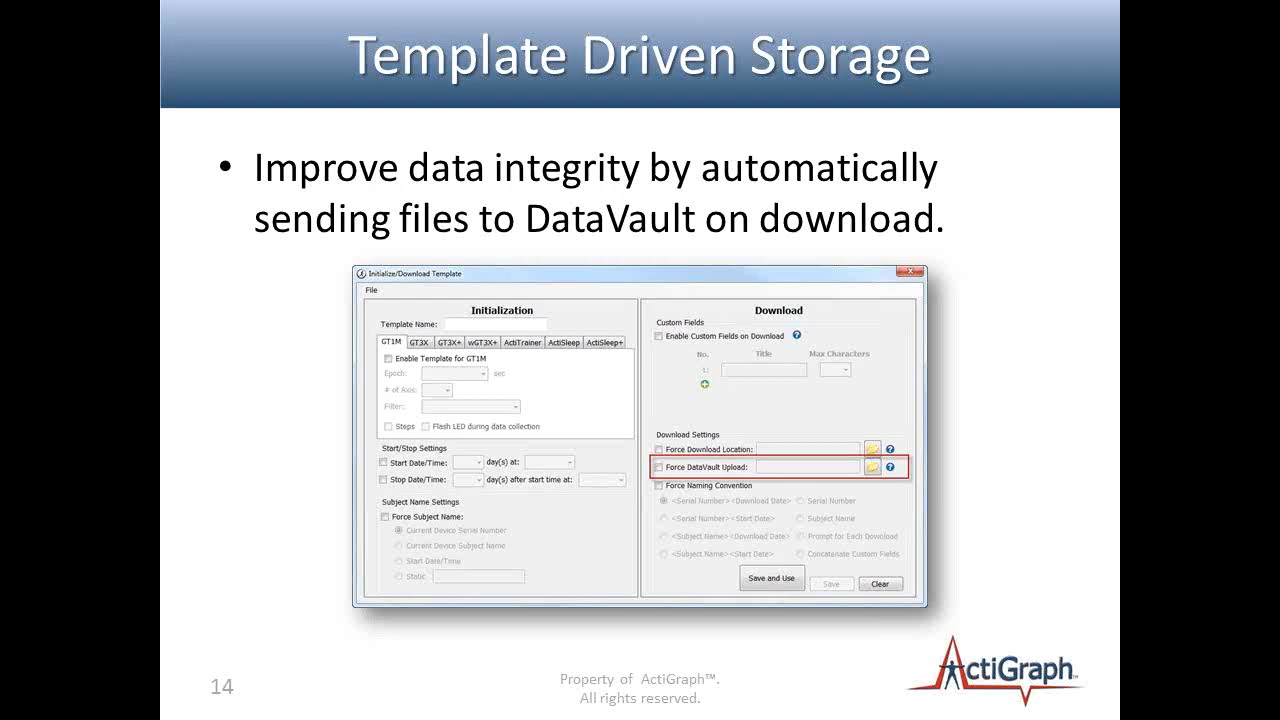 Template Driven Storage
• Improve data integrity by automatically
sending files to DataVault on download.
Initialize/Download Template
File
Initialization
Template Name:
GT1M GT3X GT3X+ wGT3X+ ActiTrainer ActiSleep ActiSleep+
Enable Template for GT1M
Epoch: sec
# of Axis:
Filter:
Steps Flash LED during data collection
Start/Stop Settings
Start Date/Time: day(s) at:
Stop Date/Time: day(s) after start time at:
Subject Name Settings
Force Subject Name:
Current Device Serial Number
Current Device Subject Name
Start Date/Time
Static
Download
Custom Fields
Enable Custom Fields on Download
No. Title Max Characters
1:
Download Settings
Force Download Location:
Force DataVault Upload:
Force Naming Convention
<Serial Number><Download Date> Serial Number
<Serial Number><Start Date> Subject Name
<Subject Name><Download Date> Prompt for Each Download
<Subject Name><Start Date> Concatenate Custom Fields
Save and Use Save Clear
14
Property of ActiGraph™.
All rights reserved.
ActiGraph™